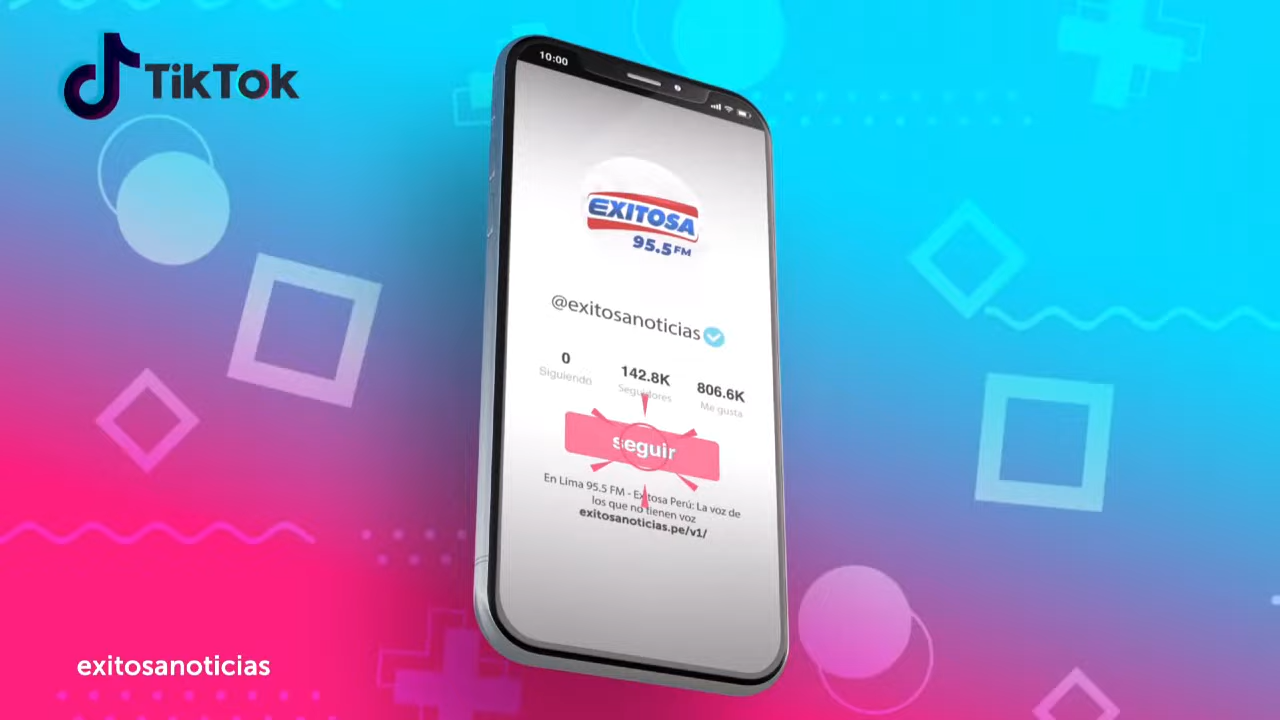 TikTok
10:00
EXITOSA
95.5 FM
@exitosanoticias
0
Siguiendo
142.8K
Seguidores
806.6K
Me gusta
seguir
En Lima 95.5 FM - Exitosa Perú: La voz de
los que no tienen voz
exitosanoticias.pe/v1/
exitosanoticias